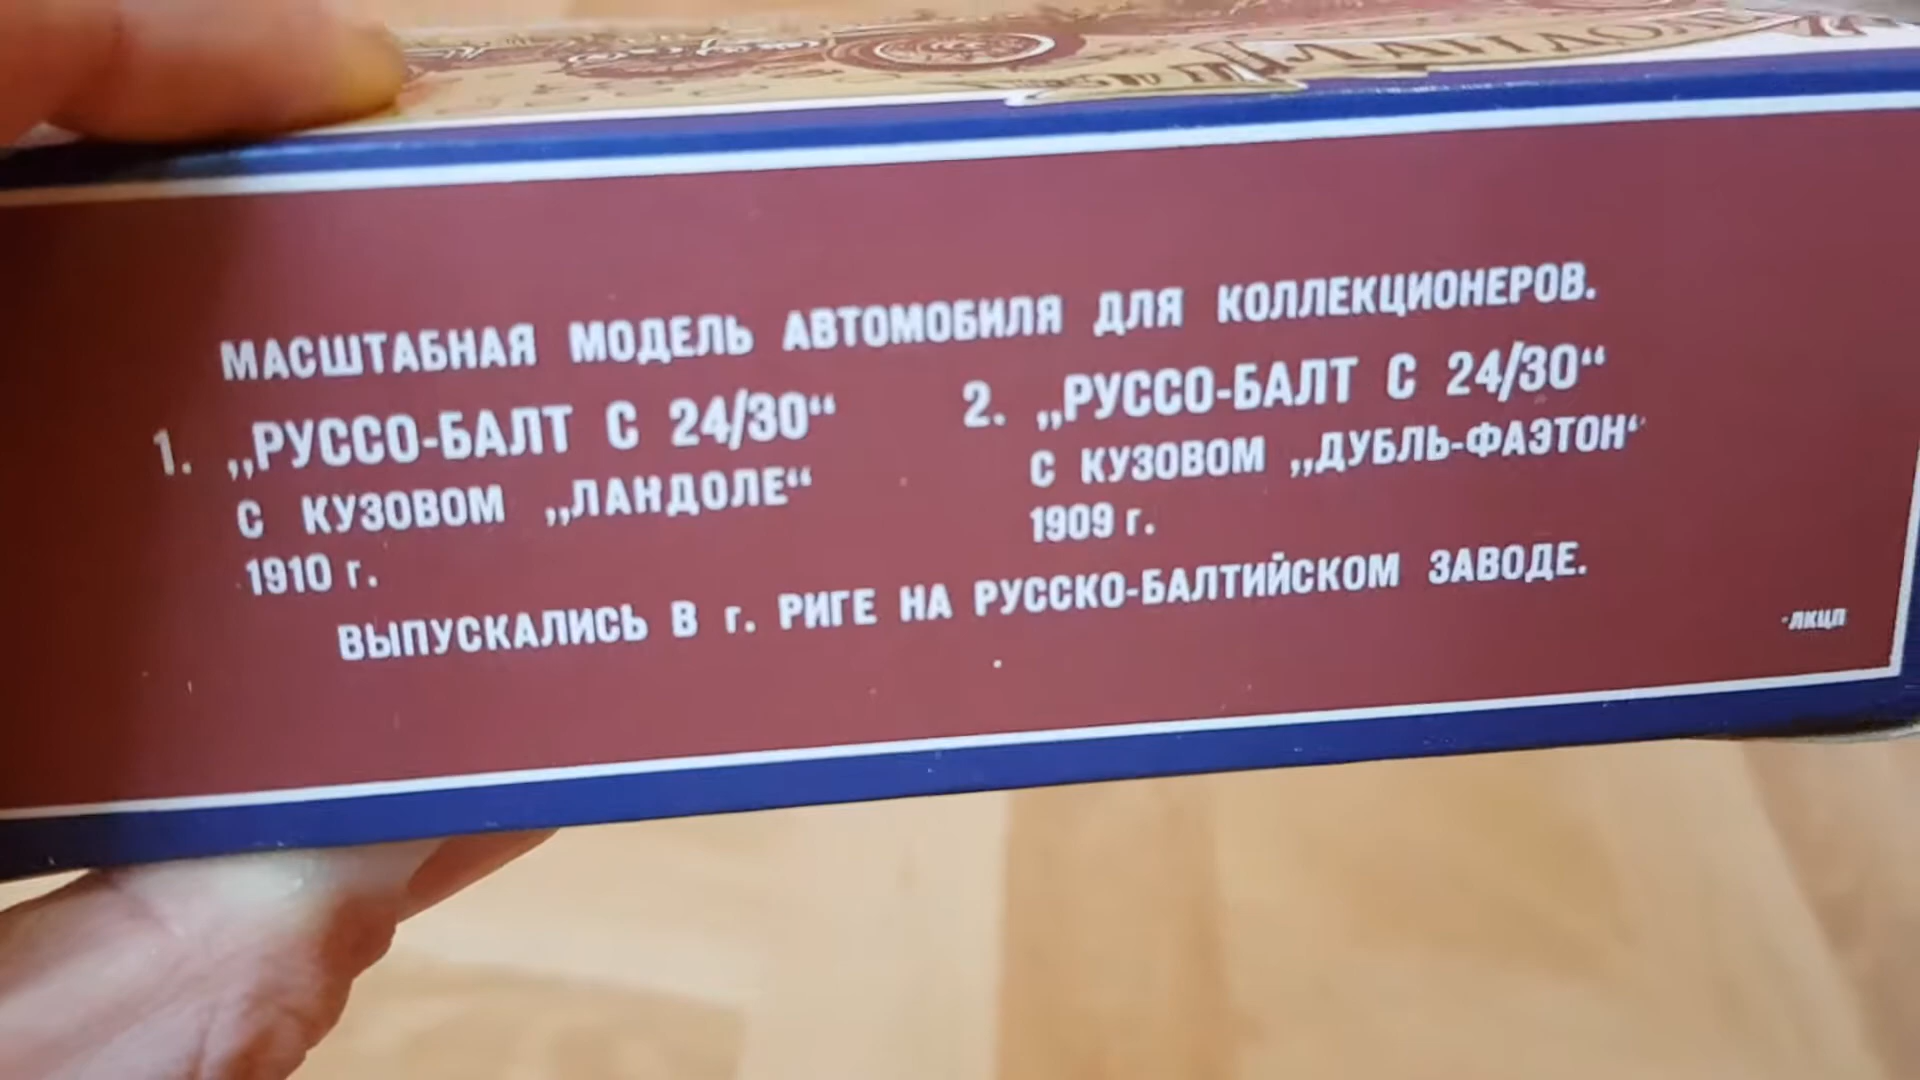 МАСШТАБНАЯ МОДЕЛЬ АВТОМОБИЛЯ ДЛЯ КОЛЛЕКЦИОНЕРОВ.
1. „РУССО-БАЛТ С 24/30“
С КУЗОВОМ „ЛАНДОЛЕ“
1910 г.
2. „РУССО-БАЛТ С 24/30“
С КУЗОВОМ „ДУБЛЬ-ФАЭТОН“
1909 г.
ВЫПУСКАЛИСЬ В г. РИГЕ НА РУССКО-БАЛТИЙСКОМ ЗАВОДЕ.
ЛКЦП